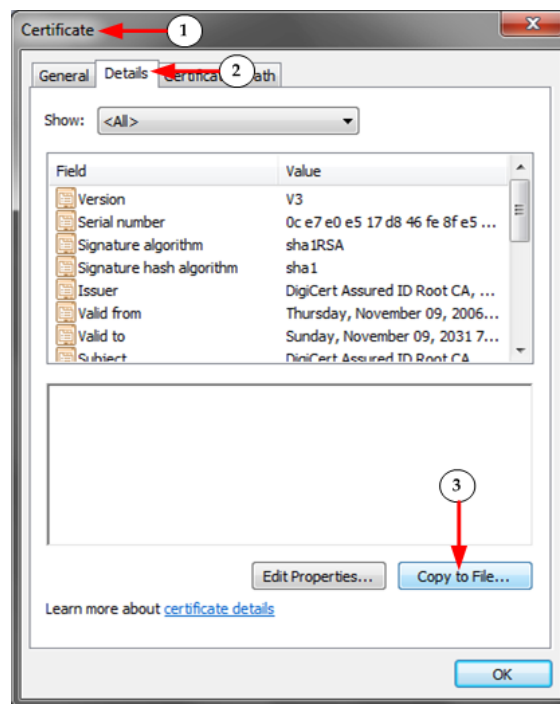 Certificate 1
General Details Certificat 2 ath
Show: <All>
Field Value
Version V3
Serial number 0c e7 e0 e5 17 d8 46 fe 8f e5 ...
Signature algorithm sha1RSA
Signature hash algorithm sha1
Issuer DigiCert Assured ID Root CA, ...
Valid from Thursday, November 09, 2006...
Valid to Sunday, November 09, 2031 7...
Subject DigiCert Assured ID Root CA
3
Edit Properties... Copy to File...
Learn more about certificate details
OK